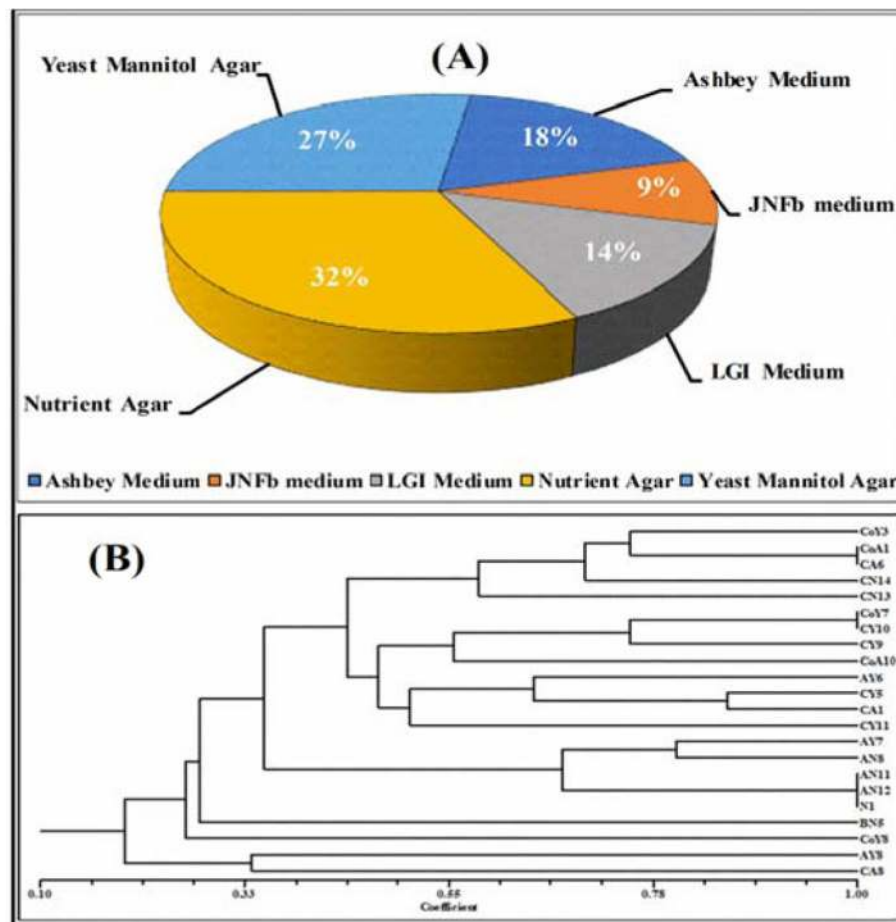 (A)
Yeast Mannitol Agar
Ashbey Medium
27%
18%
9%
JNFb medium
14%
32%
LGI Medium
Nutrient Agar
Ashbey Medium JNFb medium LGI Medium Nutrient Agar Yeast Mannitol Agar
(B)
CoY3
CoA1
CA6
CN14
CN13
CoY7
CY10
CY9
CoA10
AY6
CY5
CA1
CY11
AY7
AN8
AN11
AN12
N1
BN5
CoY8
AY8
CA8
0.10 0.33 0.55 0.78 1.00
Coefficient